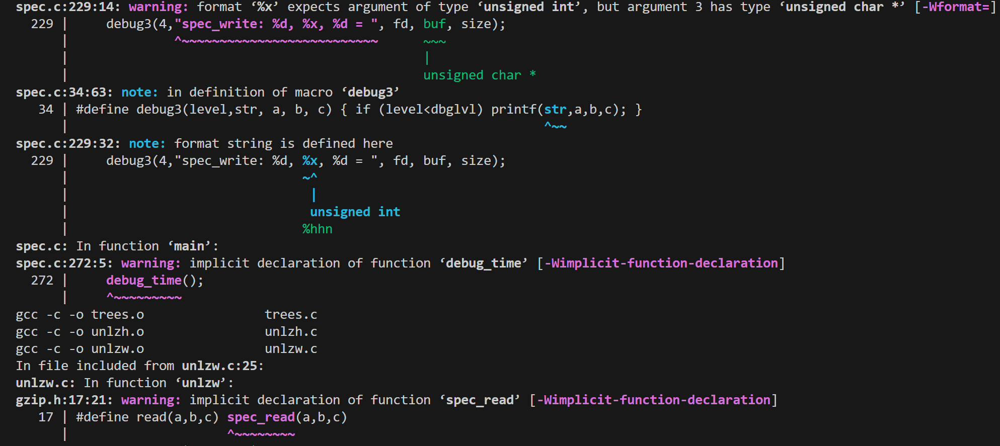 spec.c:229:14: warning: format ‘%x’ expects argument of type ‘unsigned int’, but argument 3 has type ‘unsigned char *’ [-Wformat=]
  229 |     debug3(4,"spec_write: %d, %x, %d = ", fd, buf, size);
      |              ^~~~~~~~~~~~~~~~~~~~~~~~~~~      ~~~
      |                                               |
      |                                               unsigned char *
spec.c:34:63: note: in definition of macro ‘debug3’
   34 | #define debug3(level,str, a, b, c) { if (level<dbglvl) printf(str,a,b,c); }
      |                                                               ^~~
spec.c:229:32: note: format string is defined here
  229 |     debug3(4,"spec_write: %d, %x, %d = ", fd, buf, size);
      |                               ~^
      |                                |
      |                                unsigned int
      |                               %hhn
spec.c: In function ‘main’:
spec.c:272:5: warning: implicit declaration of function ‘debug_time’ [-Wimplicit-function-declaration]
  272 |     debug_time();
      |     ^~~~~~~~~~
gcc -c -o trees.o                trees.c
gcc -c -o unlzh.o                unlzh.c
gcc -c -o unlzw.o                unlzw.c
In file included from unlzw.c:25:
unlzw.c: In function ‘unlzw’:
gzip.h:17:21: warning: implicit declaration of function ‘spec_read’ [-Wimplicit-function-declaration]
   17 | #define read(a,b,c) spec_read(a,b,c)
      |                     ^~~~~~~~~